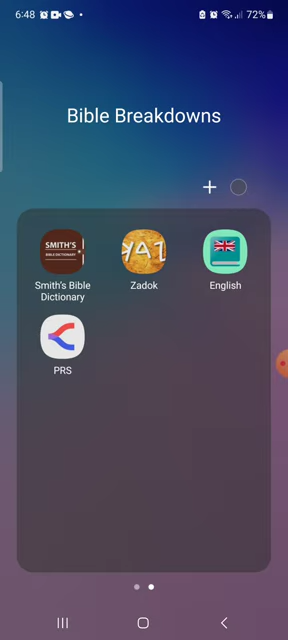 6:48
72%
Bible Breakdowns
SMITH'S
BIBLE DICTIONARY
Smith's Bible
Dictionary
Zadok
English
PRS